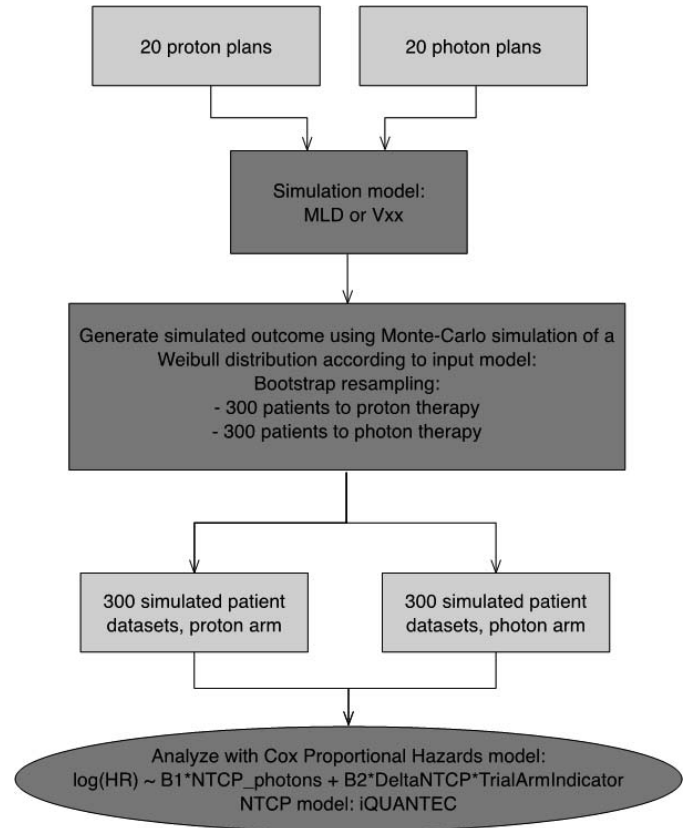 20 proton plans
20 photon plans
Simulation model:
MLD or Vxx
Generate simulated outcome using Monte-Carlo simulation of a
Weibull distribution according to input model:
Bootstrap resampling:
- 300 patients to proton therapy
- 300 patients to photon therapy
300 simulated patient
datasets, proton arm
300 simulated patient
datasets, photon arm
Analyze with Cox Proportional Hazards model:
log(HR) ~ B1*NTCP_photons + B2*DeltaNTCP*TrialArmIndicator
NTCP model: iQUANTEC